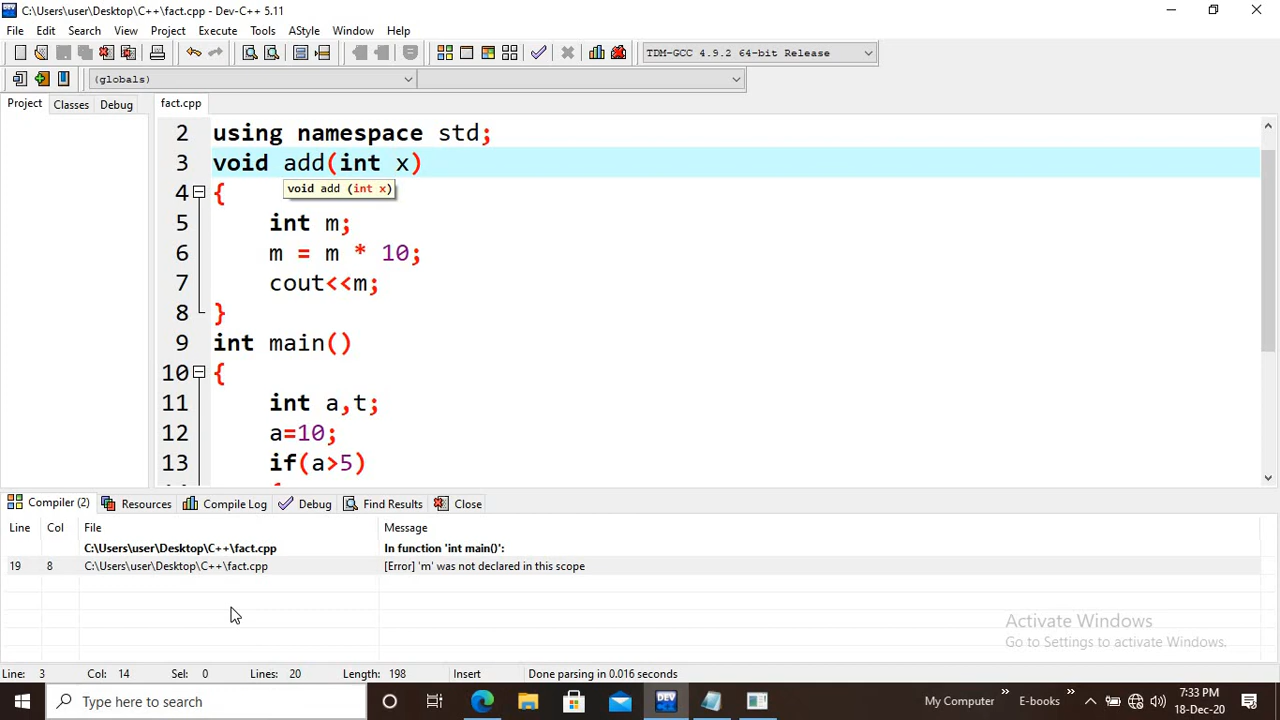 C:\Users\user\Desktop\C++\fact.cpp - Dev-C++ 5.11
File Edit Search View Project Execute Tools AStyle Window Help
TDM-GCC 4.9.2 64-bit Release
(globals)
Project Classes Debug fact.cpp
2 using namespace std;
3 void add(int x)
void add (int x)
4 {
5 int m;
6 m = m * 10;
7 cout<<m;
8 }
9 int main()
10 {
11 int a,t;
12 a=10;
13 if(a>5)
Compiler (2) Resources Compile Log Debug Find Results Close
Line Col File Message
C:\Users\user\Desktop\C++\fact.cpp In function 'int main()':
19 8 C:\Users\user\Desktop\C++\fact.cpp [Error] 'm' was not declared in this scope
Activate Windows
Go to Settings to activate Windows.
Line: 3 Col: 14 Sel: 0 Lines: 20 Length: 198 Insert Done parsing in 0.016 seconds
Type here to search DEV My Computer E-books 7:33 PM
18-Dec-20